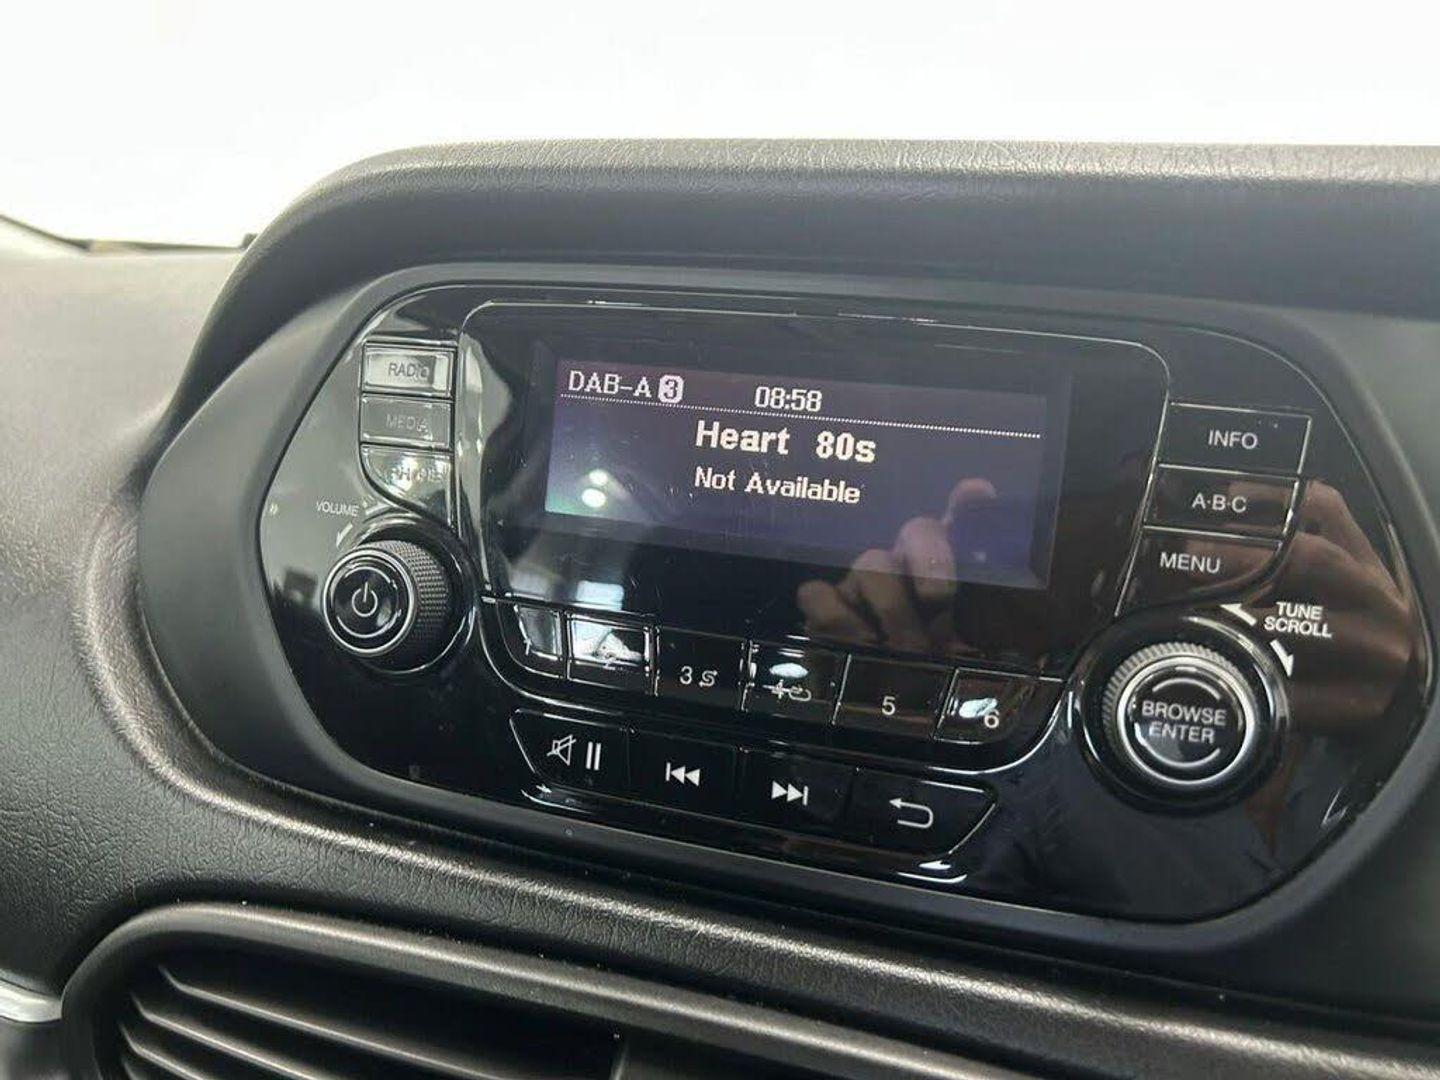 DAB-A 3 08:58
Heart 80s
Not Available
RADIO
MEDIA
VOLUME
INFO
A·B·C
MENU
TUNE
SCROLL
BROWSE
ENTER
1
2
3
4
5
6